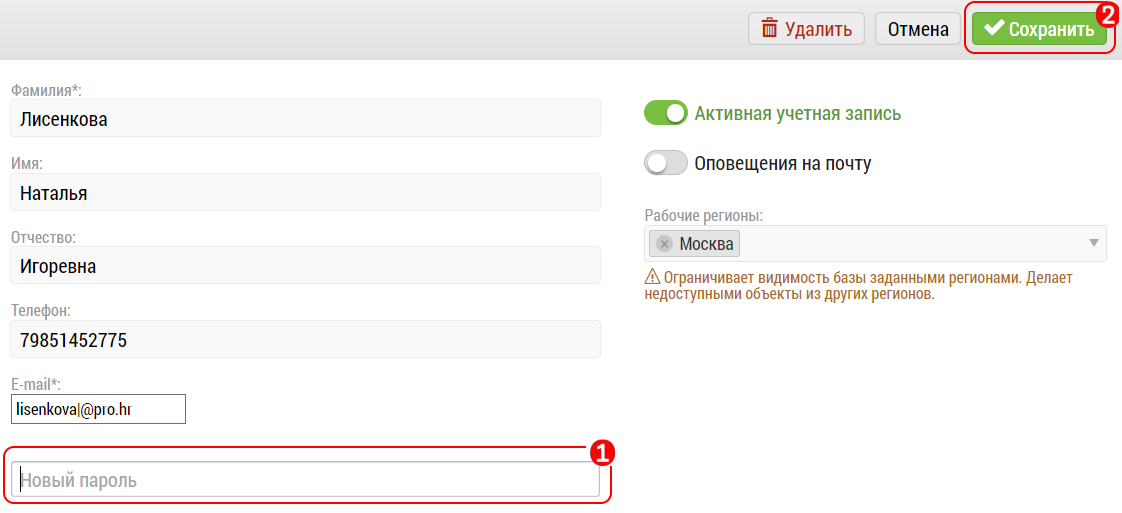 Удалить
Отмена
Сохранить
2
Фамилия*:
Лисенкова
Имя:
Наталья
Отчество:
Игоревна
Телефон:
79851452775
E-mail*:
lisenkova|@pro.hr
1
Новый пароль
Активная учетная запись
Оповещения на почту
Рабочие регионы:
Москва
Ограничивает видимость базы заданными регионами. Делает
недоступными объекты из других регионов.